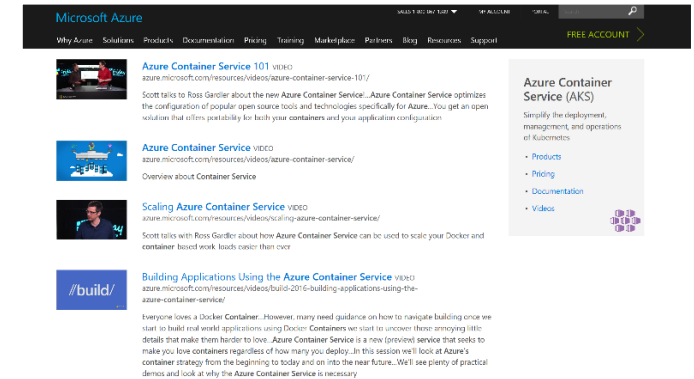 Microsoft Azure
SALES 1-800-867-1389 MY ACCOUNT PORTAL
Why Azure Solutions Products Documentation Pricing Training Marketplace Partners Blog Resources Support
FREE ACCOUNT
Azure Container Service 101 VIDEO
azure.microsoft.com/resources/videos/azure-container-service-101/
Scott talks to Ross Gardler about the new Azure Container Service!...Azure Container Service optimizes
the configuration of popular open source tools and technologies specifically for Azure...You get an open
solution that offers portability for both your containers and your application configuration
Azure Container Service VIDEO
azure.microsoft.com/resources/videos/azure-container-service/
Overview about Container Service
Scaling Azure Container Service VIDEO
azure.microsoft.com/resources/videos/scaling-azure-container-service/
Scott talks with Ross Gardler about how Azure Container Service can be used to scale your Docker and
container based work loads easier than ever
//build/
Building Applications Using the Azure Container Service VIDEO
azure.microsoft.com/resources/videos/build-2016-building-applications-using-the-
azure-container-service/
Everyone loves a Docker Container...However, many need guidance on how to navigate building once we
start to build real world applications using Docker Containers we start to uncover those annoying little
details that make them harder to love...Azure Container Service is a new (preview) service that seeks to
make you love containers regardless of how many you deploy...In this session we'll look at Azure's
container strategy from the beginning to today and on into the near future...We'll see plenty of practical
demos and look at why the Azure Container Service is necessary
Azure Container
Service (AKS)
Simplify the deployment,
management, and operations
of Kubernetes
• Products
• Pricing
• Documentation
• Videos